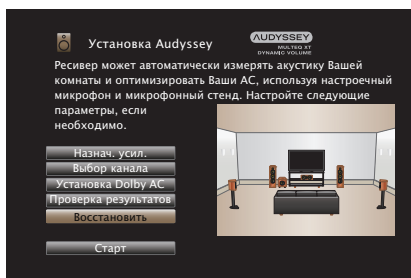 Установка Audyssey
AUDYSSEY
MULTEQ XT
DYNAMIC VOLUME
Ресивер может автоматически измерять акустику Вашей
комнаты и оптимизировать Ваши АС, используя настроечный
микрофон и микрофонный стенд. Настройте следующие
параметры, если
необходимо.
Назнач. усил.
Выбор канала
Установка Dolby АС
Проверка результатов
Восстановить
Старт